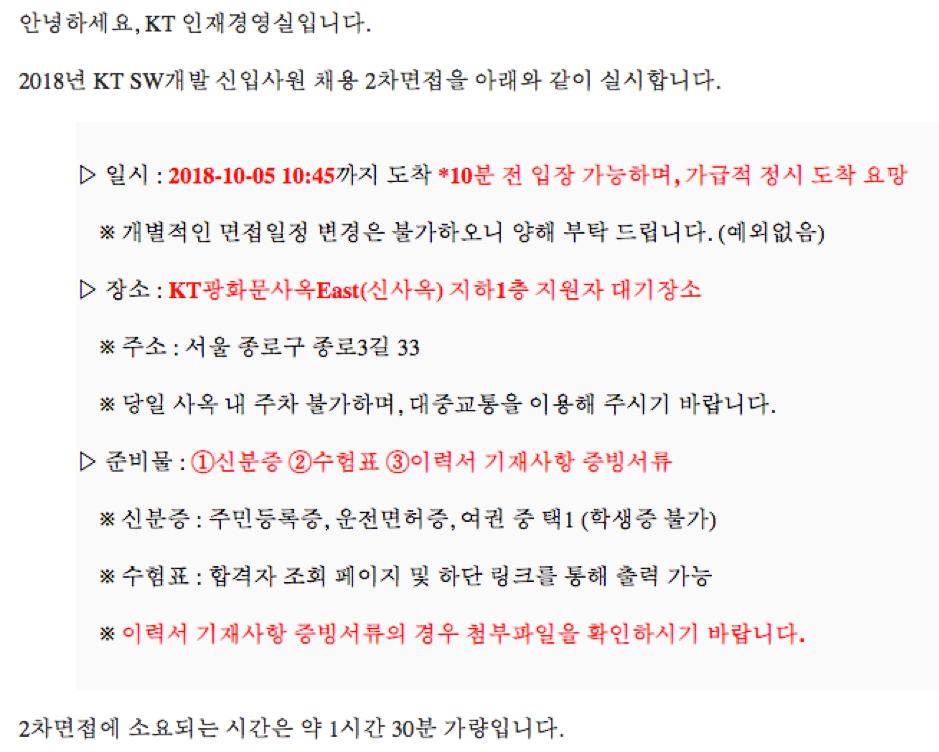 안녕하세요, KT 인재경영실입니다.
2018년 KT SW개발 신입사원 채용 2차면접을 아래와 같이 실시합니다.
▷ 일시 : 2018-10-05 10:45까지 도착 *10분 전 입장 가능하며, 가급적 정시 도착 요망
※ 개별적인 면접일정 변경은 불가하오니 양해 부탁 드립니다. (예외없음)
▷ 장소 : KT광화문사옥East(신사옥) 지하1층 지원자 대기장소
※ 주소 : 서울 종로구 종로3길 33
※ 당일 사옥 내 주차 불가하며, 대중교통을 이용해 주시기 바랍니다.
▷ 준비물 : ①신분증 ②수험표 ③이력서 기재사항 증빙서류
※ 신분증 : 주민등록증, 운전면허증, 여권 중 택1 (학생증 불가)
※ 수험표 : 합격자 조회 페이지 및 하단 링크를 통해 출력 가능
※ 이력서 기재사항 증빙서류의 경우 첨부파일을 확인하시기 바랍니다.
2차면접에 소요되는 시간은 약 1시간 30분 가량입니다.